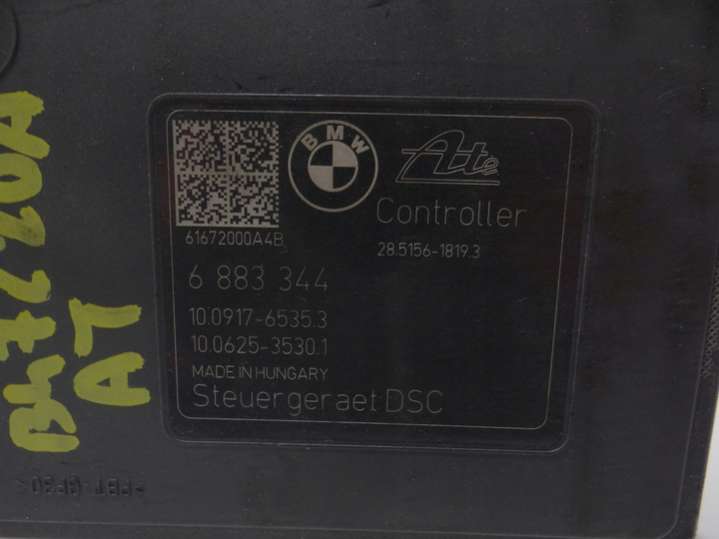 BMW
Ate
Controller
61672000A4B
28.5156-1819.3
6 883 344
10.0917-6535.3
10.0625-3530.1
MADE IN HUNGARY
Steuergeraet DSC
AT